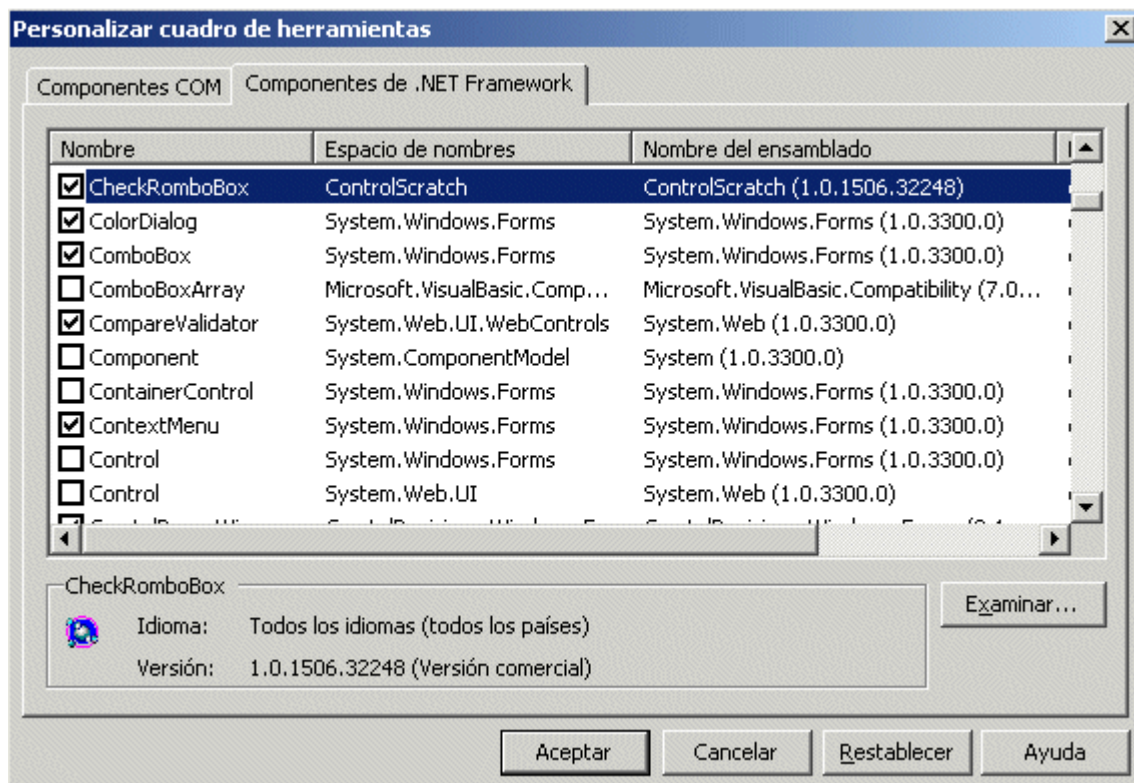 Personalizar cuadro de herramientas
Componentes COM Componentes de .NET Framework
Nombre Espacio de nombres Nombre del ensamblado
CheckRomboBox ControlScratch ControlScratch (1.0.1506.32248)
ColorDialog System.Windows.Forms System.Windows.Forms (1.0.3300.0)
ComboBox System.Windows.Forms System.Windows.Forms (1.0.3300.0)
ComboBoxArray Microsoft.VisualBasic.Comp... Microsoft.VisualBasic.Compatibility (7.0...
CompareValidator System.Web.UI.WebControls System.Web (1.0.3300.0)
Component System.ComponentModel System (1.0.3300.0)
ContainerControl System.Windows.Forms System.Windows.Forms (1.0.3300.0)
ContextMenu System.Windows.Forms System.Windows.Forms (1.0.3300.0)
Control System.Windows.Forms System.Windows.Forms (1.0.3300.0)
Control System.Web.UI System.Web (1.0.3300.0)
CheckRomboBox
Idioma: Todos los idiomas (todos los países)
Versión: 1.0.1506.32248 (Versión comercial)
Examinar...
Aceptar Cancelar Restablecer Ayuda